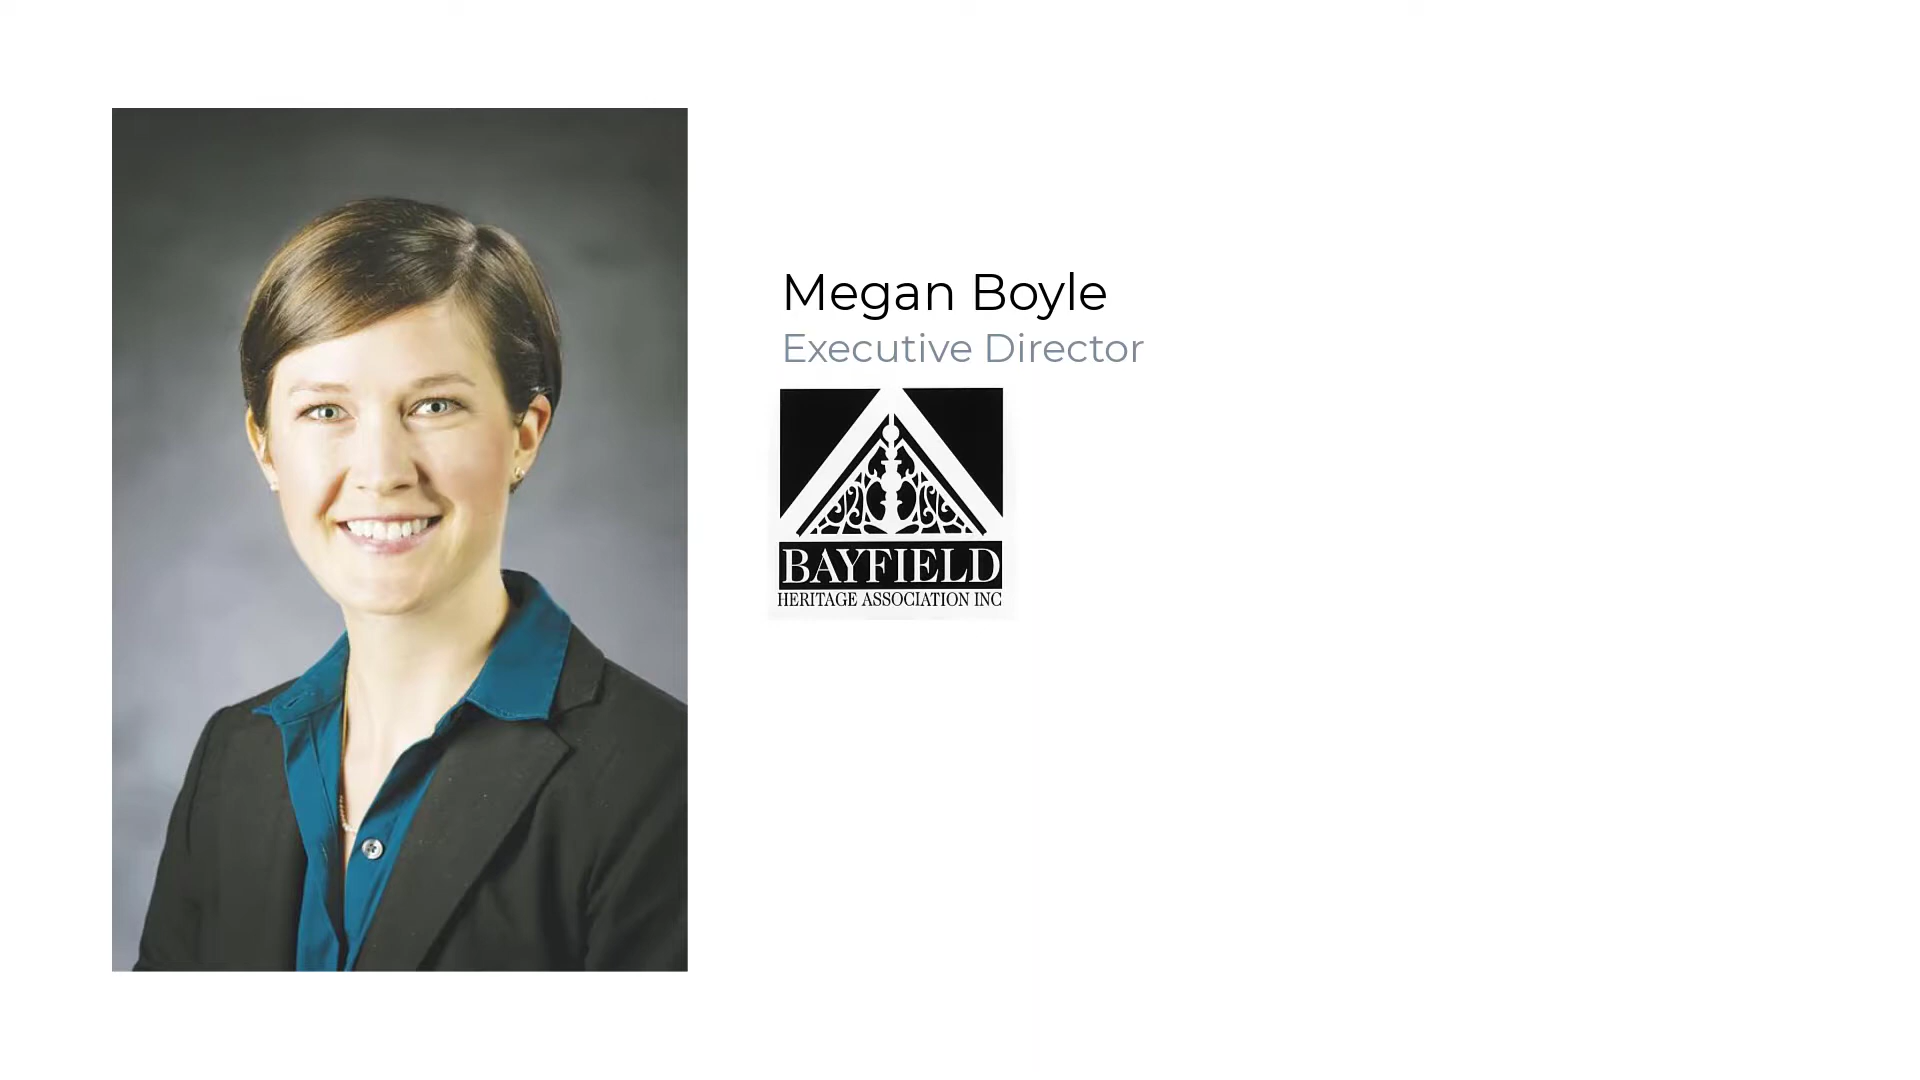 Megan Boyle
Executive Director
BAYFIELD
HERITAGE ASSOCIATION INC